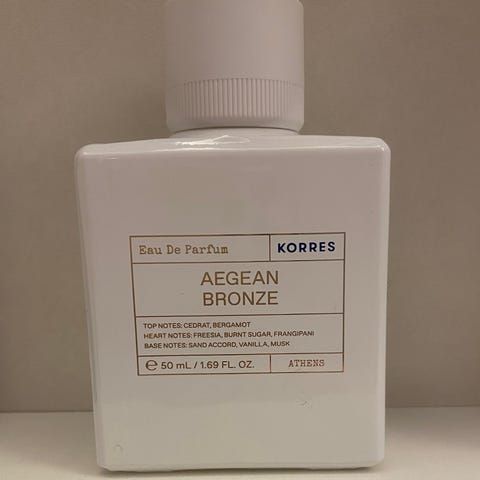 Eau De Parfum
KORRES
AEGEAN
BRONZE
TOP NOTES: CEDRAT, BERGAMOT
HEART NOTES: FREESIA, BURNT SUGAR, FRANGIPANI
BASE NOTES: SAND ACCORD, VANILLA, MUSK
℮ 50 mL / 1.69 FL. OZ.
ATHENS